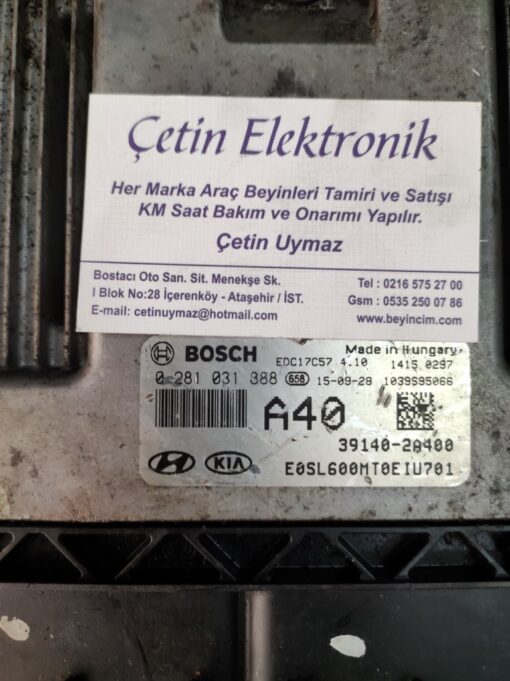 Çetin Elektronik
Her Marka Araç Beyinleri Tamiri ve Satışı
KM Saat Bakım ve Onarımı Yapılır.
Çetin Uymaz
Bostacı Oto San. Sit. Menekşe Sk.
I Blok No:28 İçerenköy - Ataşehir / İST.
E-mail: cetinuymaz@hotmail.com
Tel : 0216 575 27 00
Gsm : 0535 250 07 86
www.beyincim.com
BOSCH EDC17C57 4.10 Made in Hungary
1415 0297
0 281 031 388 658 15-09-28 1039S95066
A40
39140-2A400
KIA E0SL600MT0EIU701